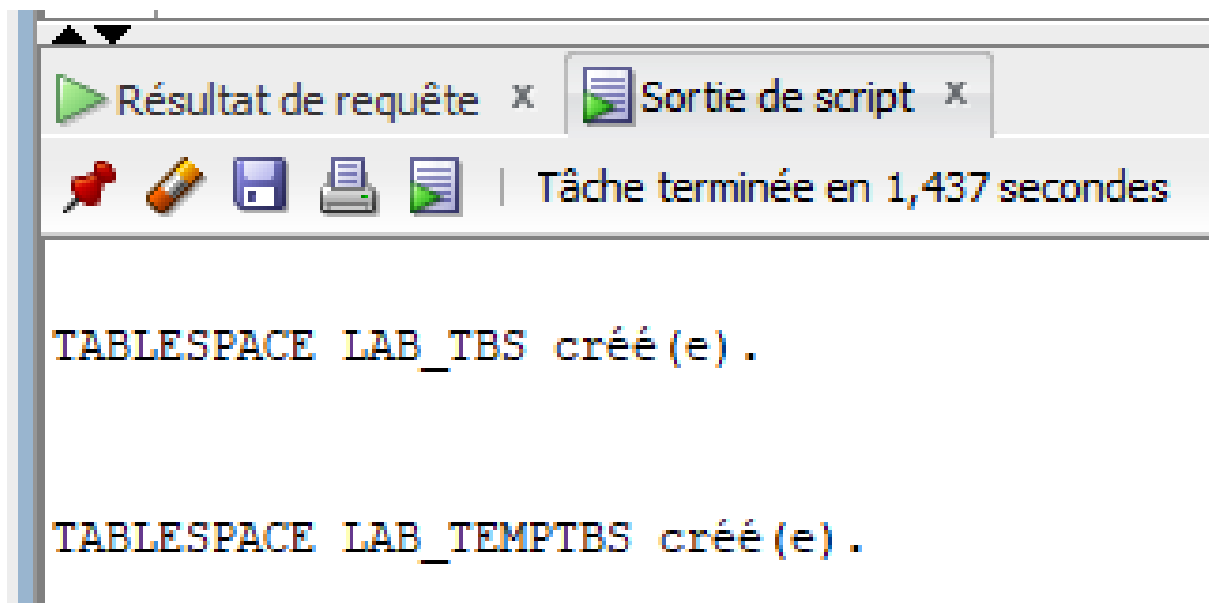 Résultat de requête x Sortie de script x
Tâche terminée en 1,437 secondes
TABLESPACE LAB_TBS créé(e).
TABLESPACE LAB_TEMPTBS créé(e).